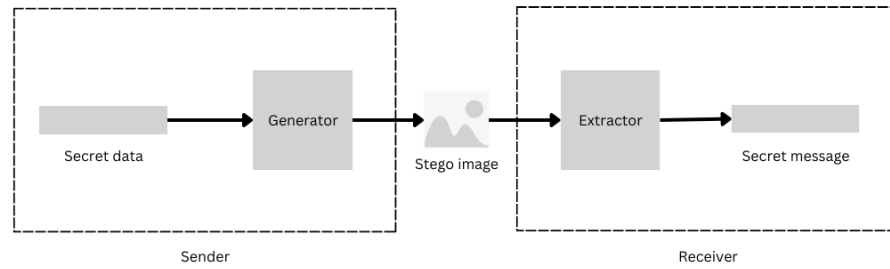 Generator
Extractor
Secret data
Stego image
Secret message
Sender
Receiver